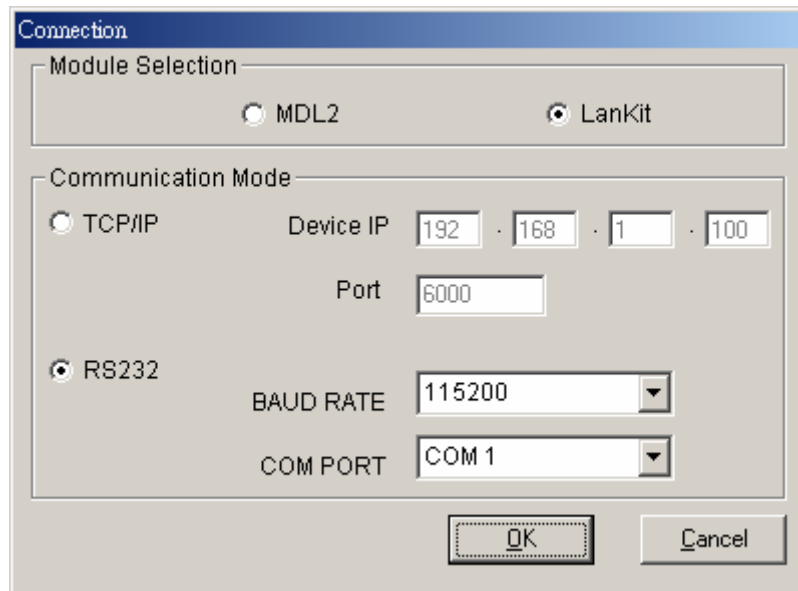 Connection
Module Selection
MDL2 LanKit
Communication Mode
TCP/IP Device IP 192 . 168 . 1 . 100
Port 6000
RS232
BAUD RATE 115200
COM PORT COM 1
OK Cancel